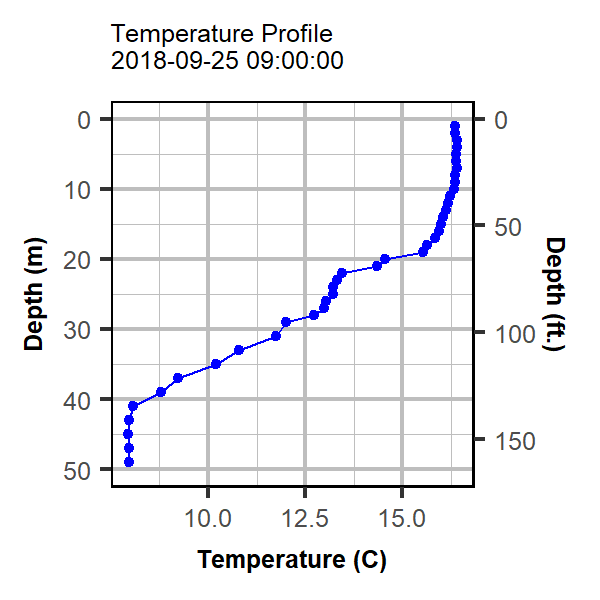 Temperature Profile
2018-09-25 09:00:00
0
10
20
30
40
50
Depth (m)
0
50
100
150
Depth (ft.)
10.0 12.5 15.0
Temperature (C)